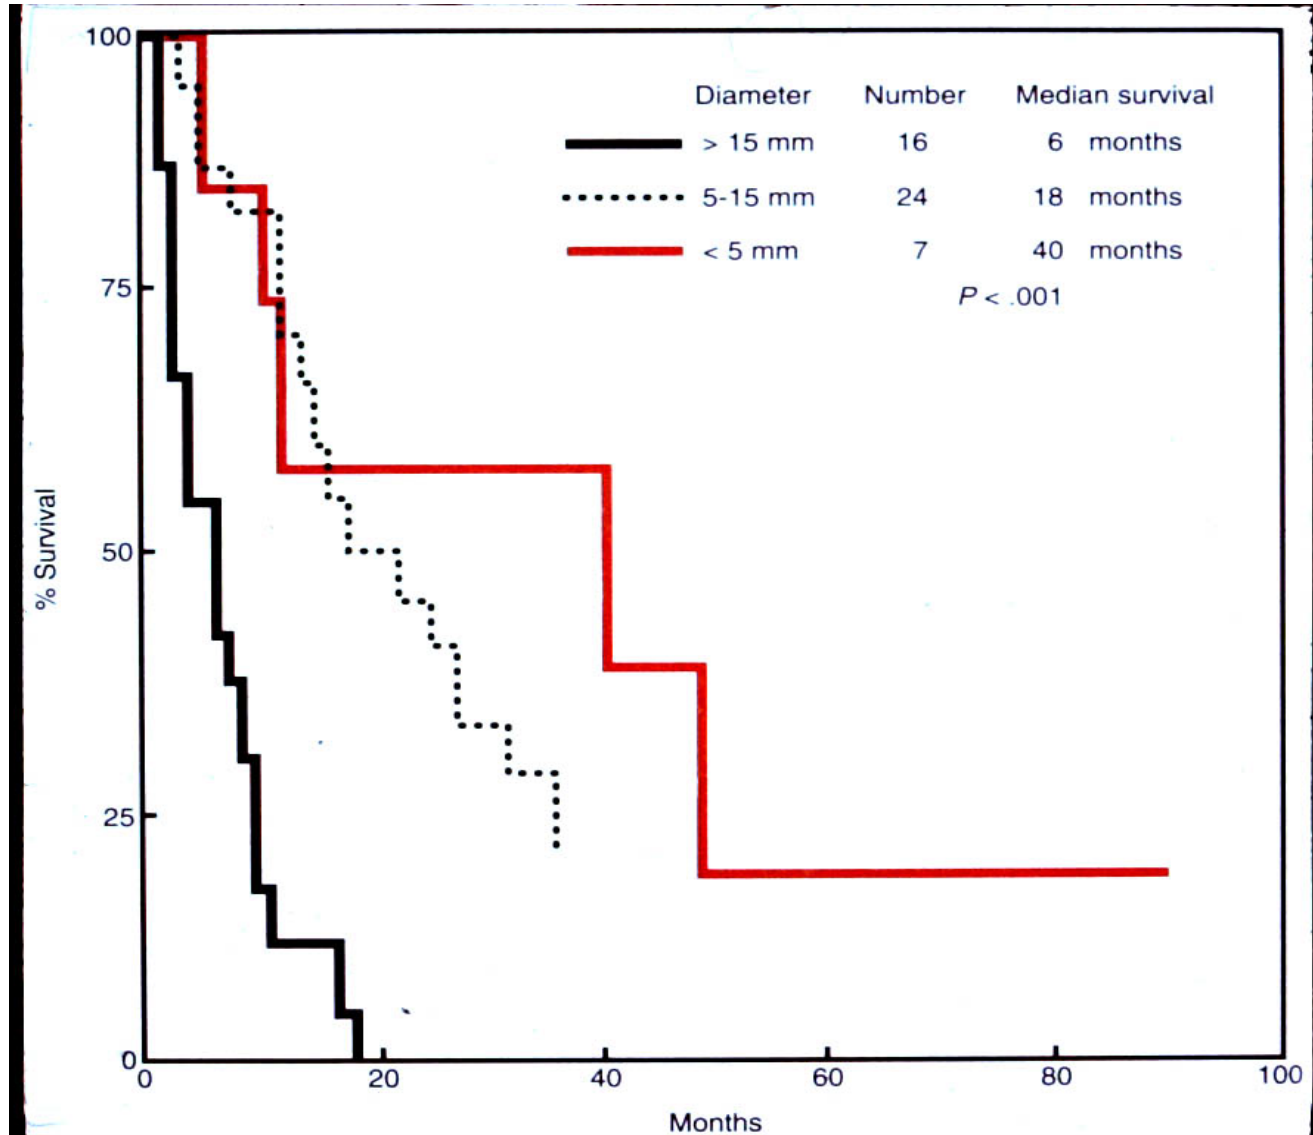 Diameter Number Median survival
> 15 mm 16 6 months
5-15 mm 24 18 months
< 5 mm 7 40 months
P < .001
% Survival
100
75
50
25
0
0 20 40 60 80 100
Months